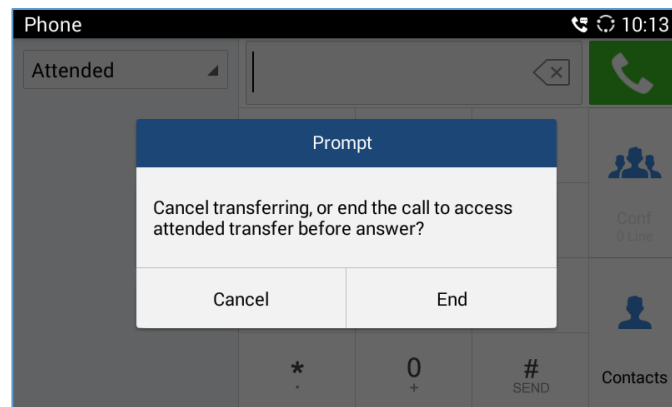 Phone
10:13
Attended
Prompt
Cancel transferring, or end the call to access
attended transfer before answer?
Conf
0 Line
Cancel
End
*
.
0
+
#
SEND
Contacts